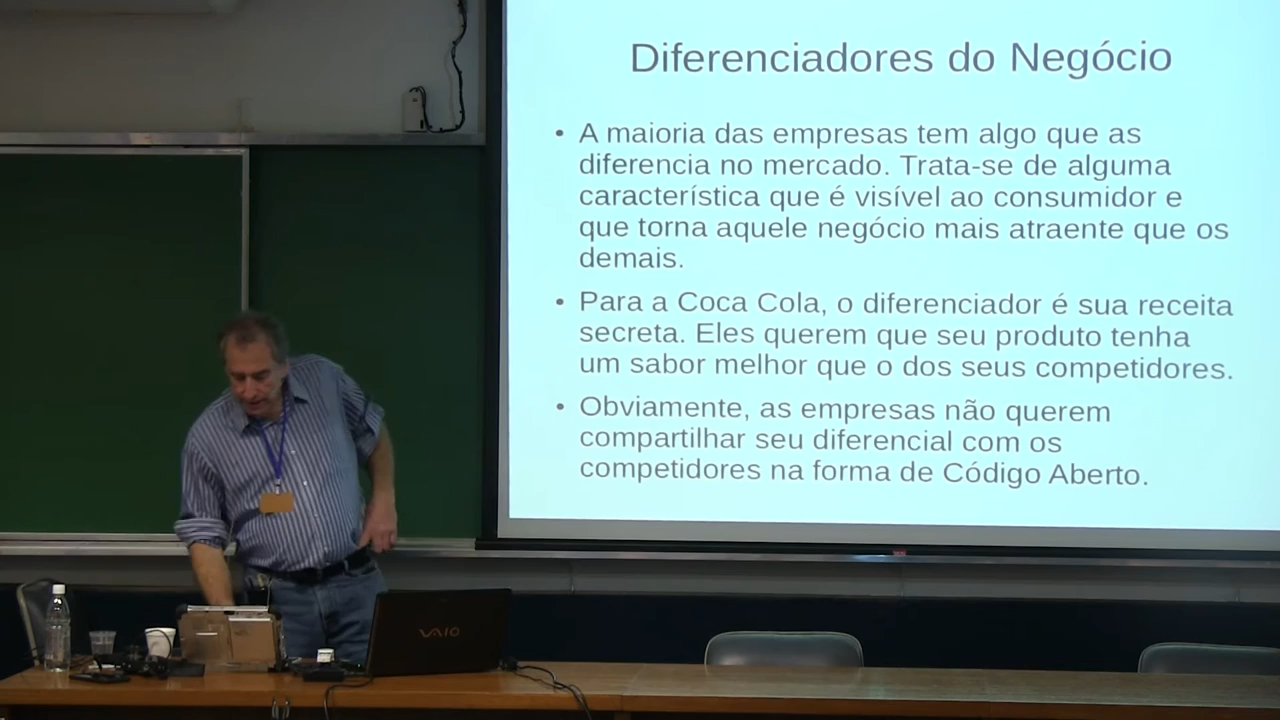 Diferenciadores do Negócio
• A maioria das empresas tem algo que as
diferencia no mercado. Trata-se de alguma
característica que é visível ao consumidor e
que torna aquele negócio mais atraente que os
demais.
• Para a Coca Cola, o diferenciador é sua receita
secreta. Eles querem que seu produto tenha
um sabor melhor que o dos seus competidores.
• Obviamente, as empresas não querem
compartilhar seu diferencial com os
competidores na forma de Código Aberto.
VAIO